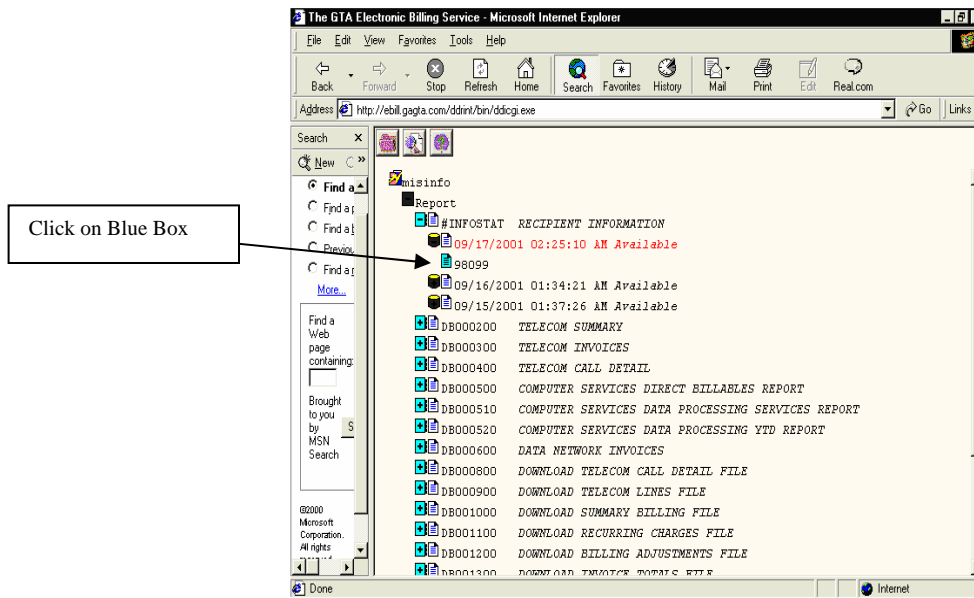 The GTA Electronic Billing Service - Microsoft Internet Explorer
File Edit View Favorites Tools Help
Back Forward Stop Refresh Home Search Favorites History Mail Print Edit Real.com
Address http://ebill.gagta.com/ddrint/bin/ddicgi.exe Go Links
Search
New
Find a
Find a
Find a
Previou
Find a
More...
Find a
Web
page
containing:
Brought
to you
by
MSN
Search
S
©2000
Microsoft
Corporation.
All rights
Click on Blue Box
misinfo
Report
#INFOSTAT RECIPIENT INFORMATION
09/17/2001 02:25:10 AM Available
98099
09/16/2001 01:34:21 AM Available
09/15/2001 01:37:26 AM Available
DB000200 TELECOM SUMMARY
DB000300 TELECOM INVOICES
DB000400 TELECOM CALL DETAIL
DB000500 COMPUTER SERVICES DIRECT BILLABLES REPORT
DB000510 COMPUTER SERVICES DATA PROCESSING SERVICES REPORT
DB000520 COMPUTER SERVICES DATA PROCESSING YTD REPORT
DB000600 DATA NETWORK INVOICES
DB000800 DOWNLOAD TELECOM CALL DETAIL FILE
DB000900 DOWNLOAD TELECOM LINES FILE
DB001000 DOWNLOAD SUMMARY BILLING FILE
DB001100 DOWNLOAD RECURRING CHARGES FILE
DB001200 DOWNLOAD BILLING ADJUSTMENTS FILE
DB001300 DOWNLOAD INVOICE TOTALS FILE
Done
Internet